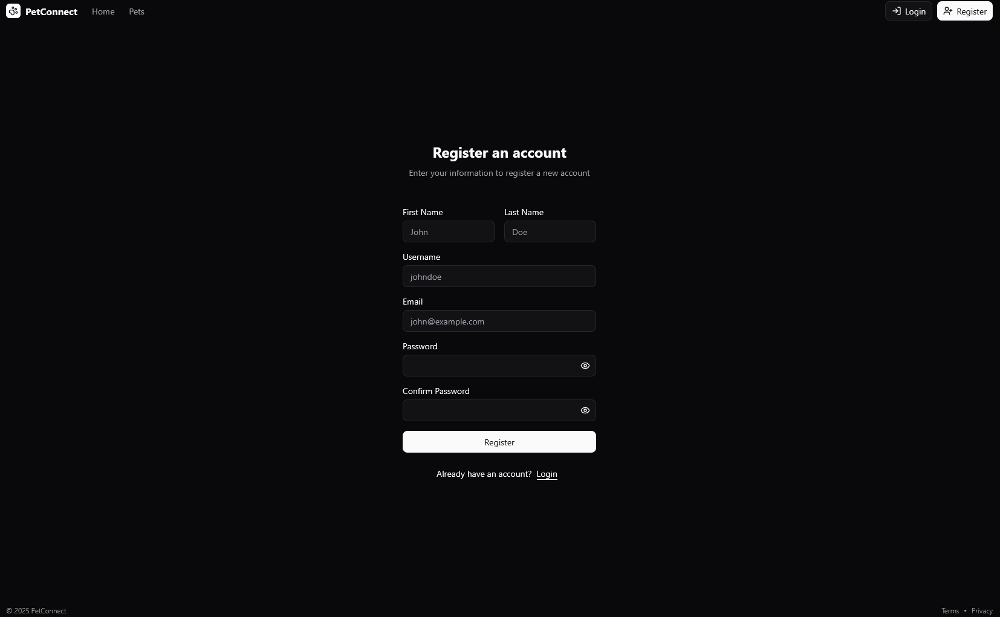 PetConnect Home Pets Login Register
Register an account
Enter your information to register a new account
First Name Last Name
John Doe
Username
johndoe
Email
john@example.com
Password
Confirm Password
Register
Already have an account? Login
© 2025 PetConnect Terms • Privacy